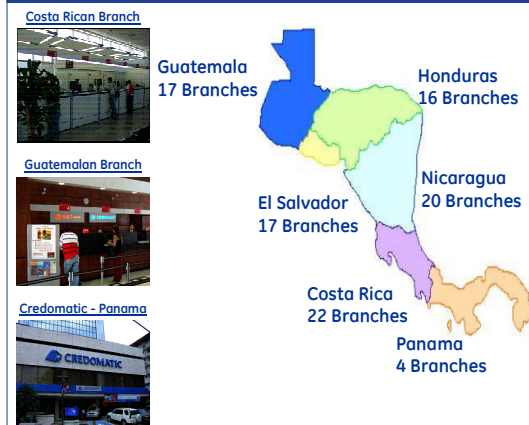 Costa Rican Branch
Guatemalan Branch
Credomatic - Panama
CREDOMATIC
Guatemala
17 Branches
Honduras
16 Branches
El Salvador
17 Branches
Nicaragua
20 Branches
Costa Rica
22 Branches
Panama
4 Branches